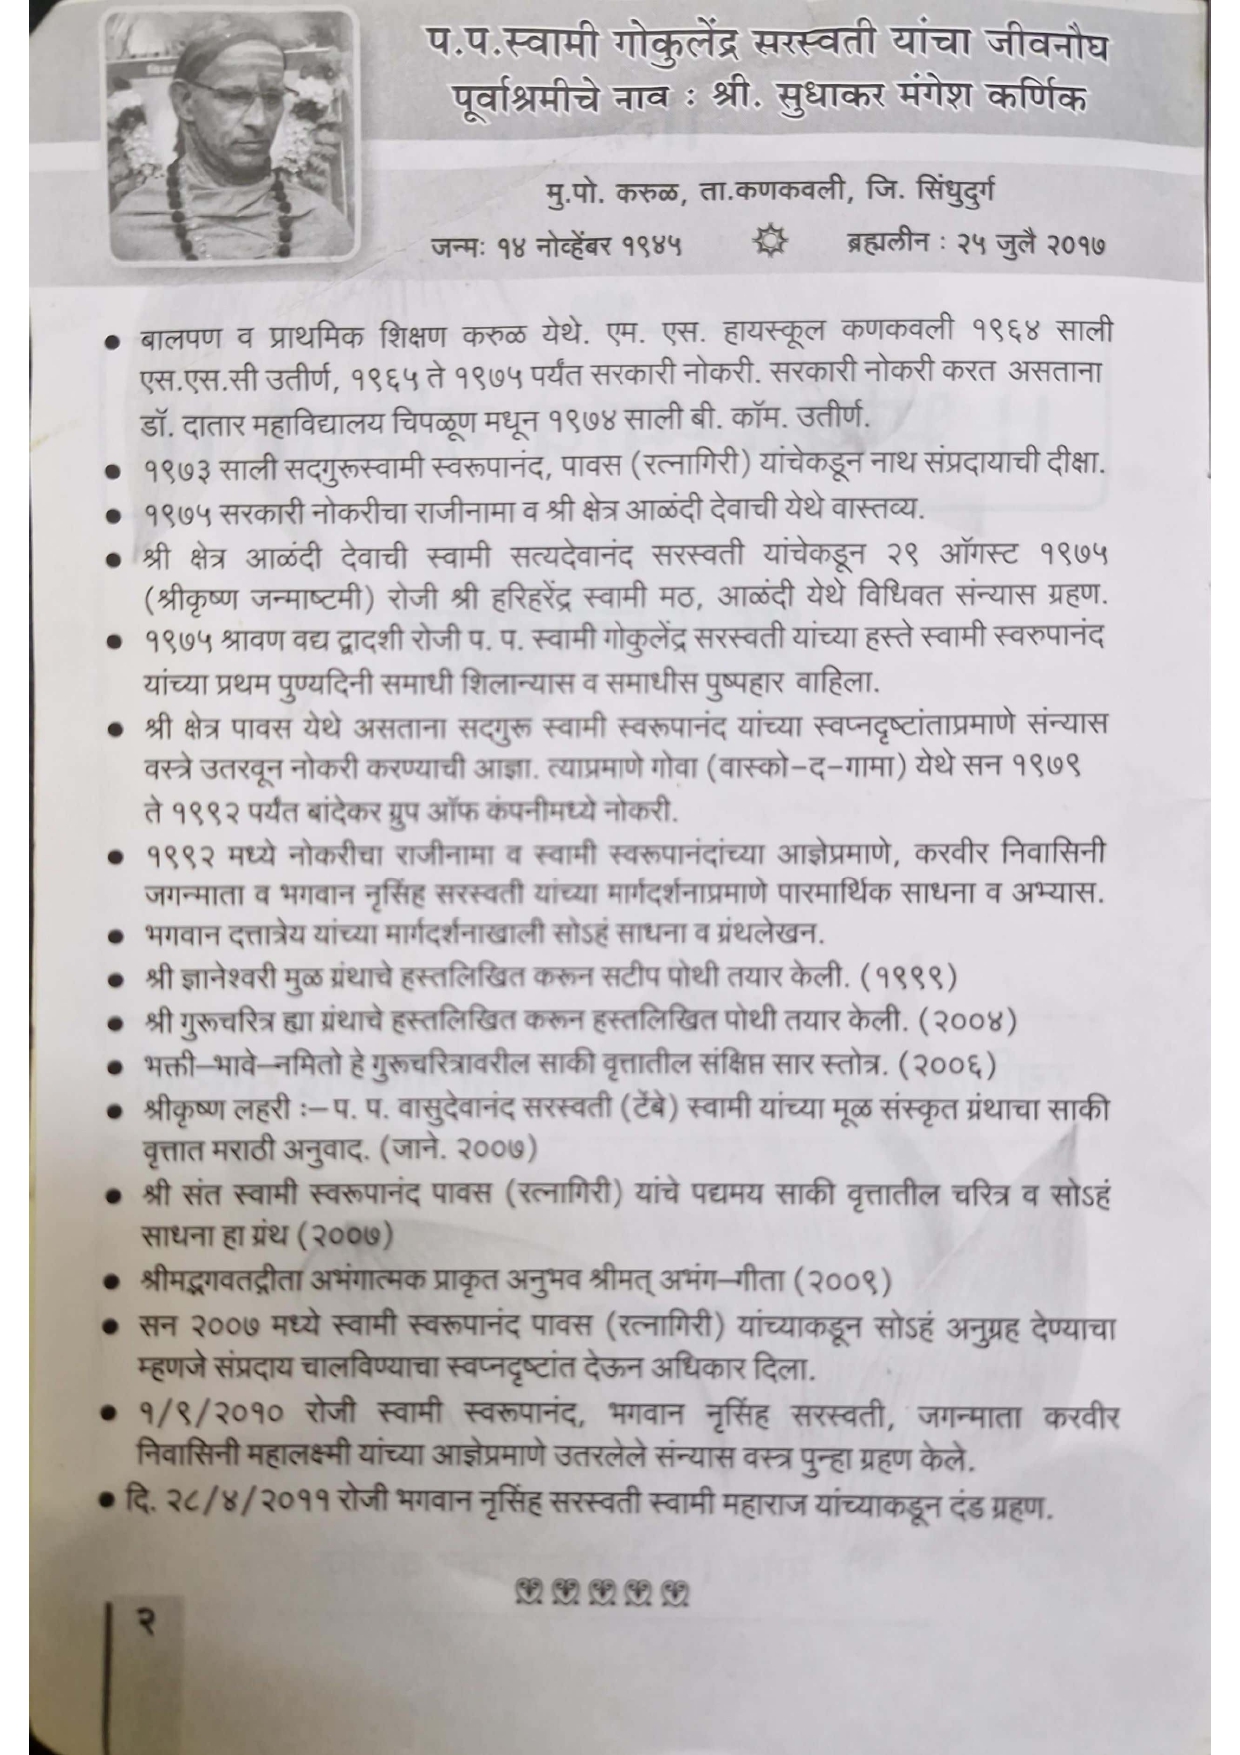 प.प.स्वामी गोकुलेंद्र सरस्वती यांचा जीवनौघ
पूर्वाश्रमीचे नाव : श्री. सुधाकर मंगेश कर्णिक
मु.पो. करुळ, ता.कणकवली, जि. सिंधुदुर्ग
जन्मः १४ नोव्हेंबर १९४५ ब्रह्मलीन : २५ जुलै २०१७
• बालपण व प्राथमिक शिक्षण करुळ येथे. एम. एस. हायस्कूल कणकवली १९६४ साली
एस.एस.सी उतीर्ण, १९६५ ते १९७५ पर्यंत सरकारी नोकरी. सरकारी नोकरी करत असताना
डॉ. दातार महाविद्यालय चिपळूण मधून १९७४ साली बी. कॉम. उतीर्ण.
• १९७३ साली सद्‌गुरूस्वामी स्वरूपानंद, पावस (रत्नागिरी) यांचेकडून नाथ संप्रदायाची दीक्षा.
• १९७५ सरकारी नोकरीचा राजीनामा व श्री क्षेत्र आळंदी देवाची येथे वास्तव्य.
• श्री क्षेत्र आळंदी देवाची स्वामी सत्यदेवानंद सरस्वती यांचेकडून २९ ऑगस्ट १९७५
(श्रीकृष्ण जन्माष्टमी) रोजी श्री हरिहरेंद्र स्वामी मठ, आळंदी येथे विधिवत संन्यास ग्रहण.
• १९७५ श्रावण वद्य द्वादशी रोजी प. प. स्वामी गोकुलेंद्र सरस्वती यांच्या हस्ते स्वामी स्वरुपानंद
यांच्या प्रथम पुण्यदिनी समाधी शिलान्यास व समाधीस पुष्पहार वाहिला.
• श्री क्षेत्र पावस येथे असताना सद्‌गुरू स्वामी स्वरूपानंद यांच्या स्वप्नदृष्टांताप्रमाणे संन्यास
वस्त्रे उतरवून नोकरी करण्याची आज्ञा. त्याप्रमाणे गोवा (वास्को-द-गामा) येथे सन १९७९
ते १९९२ पर्यंत बांदेकर ग्रुप ऑफ कंपनीमध्ये नोकरी.
• १९९२ मध्ये नोकरीचा राजीनामा व स्वामी स्वरूपानंदांच्या आज्ञेप्रमाणे, करवीर निवासिनी
जगन्माता व भगवान नृसिंह सरस्वती यांच्या मार्गदर्शनाप्रमाणे पारमार्थिक साधना व अभ्यास.
• भगवान दत्तात्रेय यांच्या मार्गदर्शनाखाली सोऽहं साधना व ग्रंथलेखन.
• श्री ज्ञानेश्वरी मुळ ग्रंथाचे हस्तलिखित करून सटीप पोथी तयार केली. (१९९९)
• श्री गुरूचरित्र ह्या ग्रंथाचे हस्तलिखित करून हस्तलिखित पोथी तयार केली. (२००४)
• भक्ती–भावे–नमितो हे गुरूचरित्रावरील साकी वृत्तातील संक्षिप्त सार स्तोत्र. (२००६)
• श्रीकृष्ण लहरी :– प. प. वासुदेवानंद सरस्वती (टेंबे) स्वामी यांच्या मूळ संस्कृत ग्रंथाचा साकी
वृत्तात मराठी अनुवाद. (जाने. २००७)
• श्री संत स्वामी स्वरूपानंद पावस (रत्नागिरी) यांचे पद्यमय साकी वृत्तातील चरित्र व सोऽहं
साधना हा ग्रंथ (२००७)
• श्रीमद्भगवतद्गीता अभंगात्मक प्राकृत अनुभव श्रीमत् अभंग–गीता (२००९)
• सन २००७ मध्ये स्वामी स्वरूपानंद पावस (रत्नागिरी) यांच्याकडून सोऽहं अनुग्रह देण्याचा
म्हणजे संप्रदाय चालविण्याचा स्वप्नदृष्टांत देऊन अधिकार दिला.
• १/९/२०१० रोजी स्वामी स्वरूपानंद, भगवान नृसिंह सरस्वती, जगन्माता करवीर
निवासिनी महालक्ष्मी यांच्या आज्ञेप्रमाणे उतरलेले संन्यास वस्त्र पुन्हा ग्रहण केले.
• दि. २८/४/२०११ रोजी भगवान नृसिंह सरस्वती स्वामी महाराज यांच्याकडून दंड ग्रहण.
२